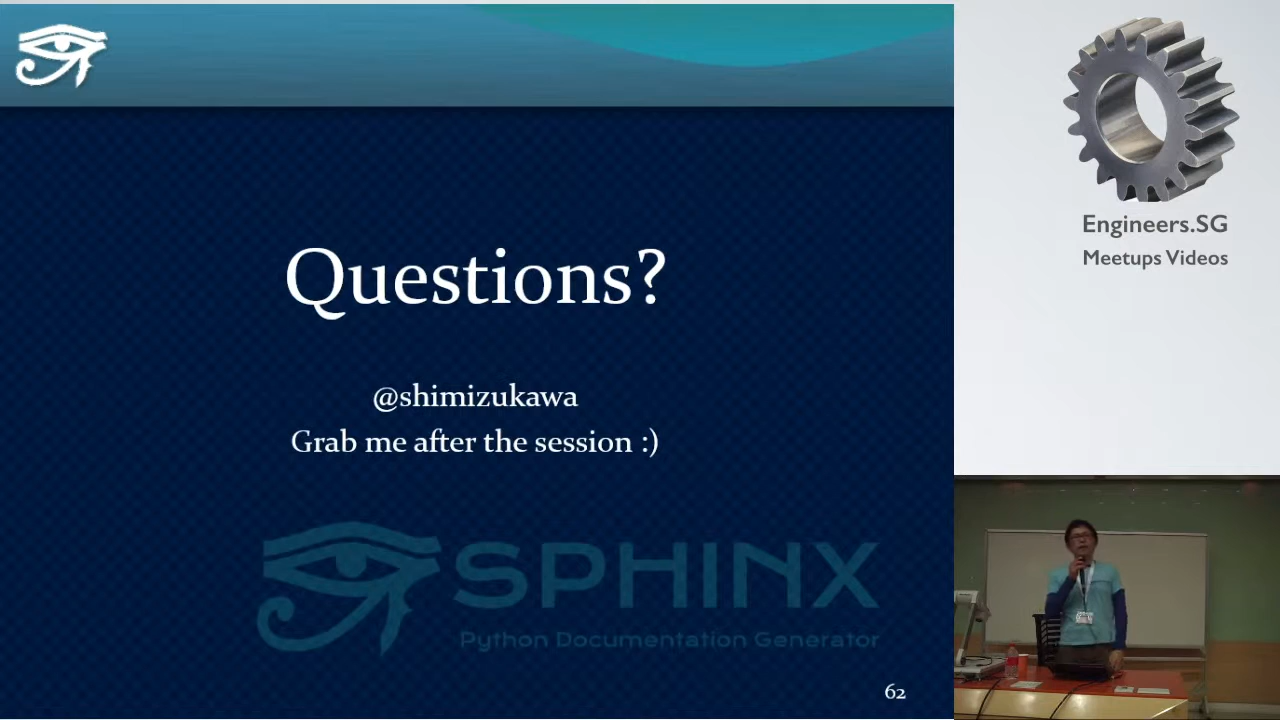 Questions?
@shimizukawa
Grab me after the session :)
SPHINX
Python Documentation Generator
62
Engineers.SG
Meetups Videos